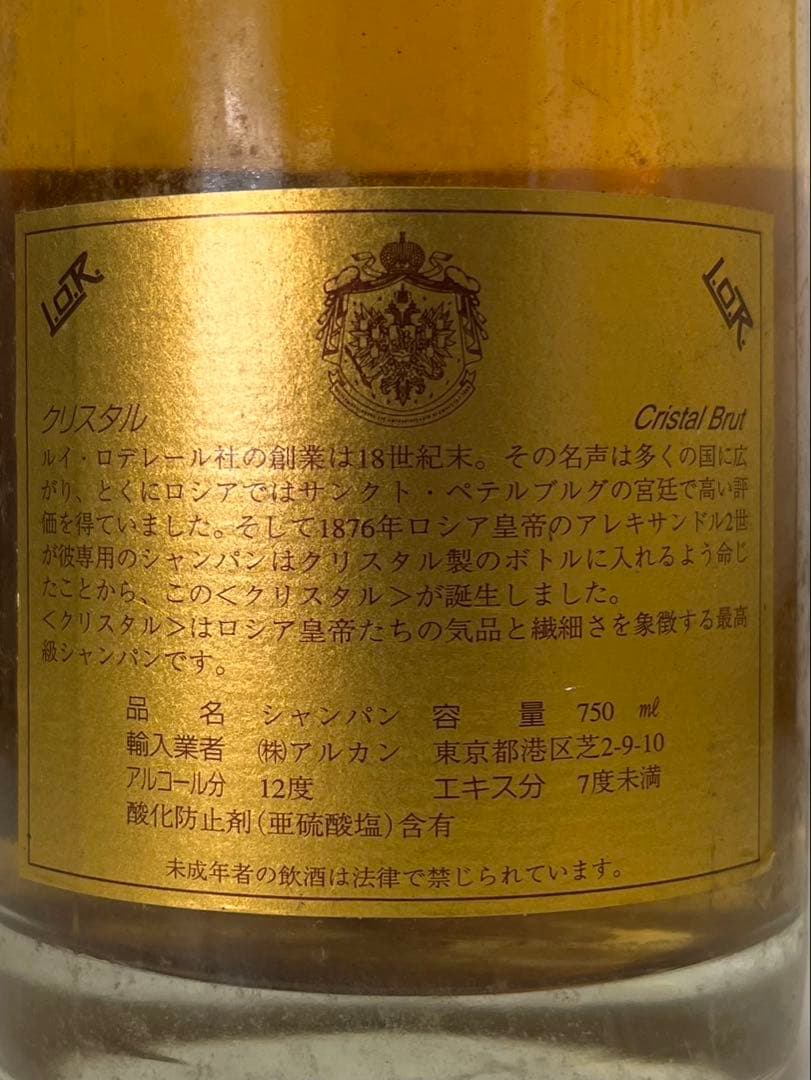 L.O.R. L.O.R.
クリスタル Cristal Brut
ルイ・ロデレール社の創業は18世紀末。その名声は多くの国に広
がり、とくにロシアではサンクト・ペテルブルグの宮廷で高い評
価を得ていました。そして1876年ロシア皇帝のアレキサンドル2世
が彼専用のシャンパンはクリスタル製のボトルに入れるよう命じ
たことから、この<クリスタル>が誕生しました。
<クリスタル>はロシア皇帝たちの気品と繊細さを象徴する最高
級シャンパンです。
品名 シャンパン 容量 750 ㎖
輸入業者 ㈱アルカン 東京都港区芝2-9-10
アルコール分 12度 エキス分 7度未満
酸化防止剤(亜硫酸塩)含有
未成年者の飲酒は法律で禁じられています。